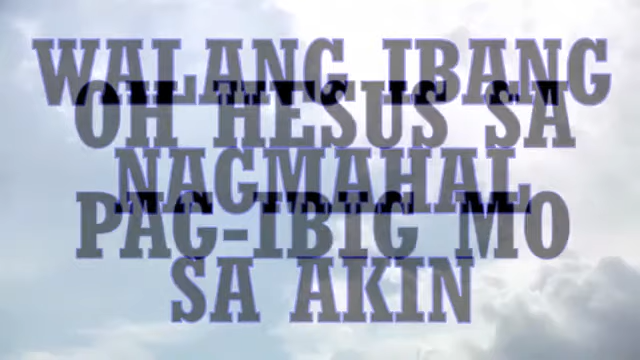 WALANG IBANG
OH HESUS SA
NAGMAHAL
PAG-IBIG MO
SA AKIN